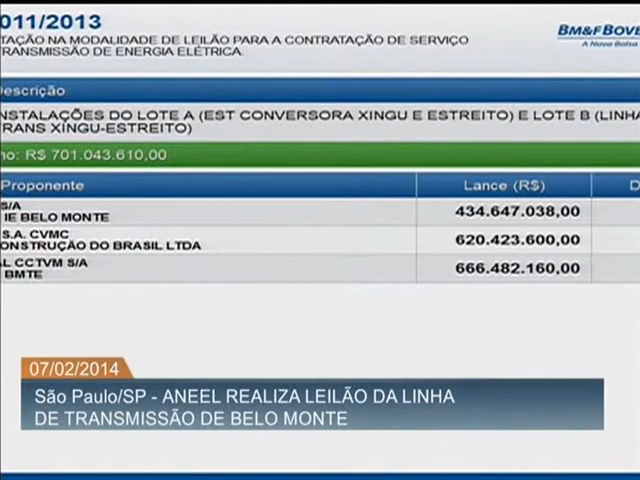 011/2013
TAÇÃO NA MODALIDADE DE LEILÃO PARA A CONTRATAÇÃO DE SERVIÇO
TRANSMISSÃO DE ENERGIA ELÉTRICA.
BM&FBOVE
A Nova Bolsa
Descrição
NSTALAÇÕES DO LOTE A (EST CONVERSORA XINGU E ESTREITO) E LOTE B (LINHA
TRANS XINGU-ESTREITO)
no: R$ 701.043.610,00
Proponente Lance (R$) D
S/A
IE BELO MONTE 434.647.038,00
S.A. CVMC
ONSTRUÇÃO DO BRASIL LTDA 620.423.600,00
AL CCTVM S/A
BMTE 666.482.160,00
07/02/2014
São Paulo/SP - ANEEL REALIZA LEILÃO DA LINHA
DE TRANSMISSÃO DE BELO MONTE